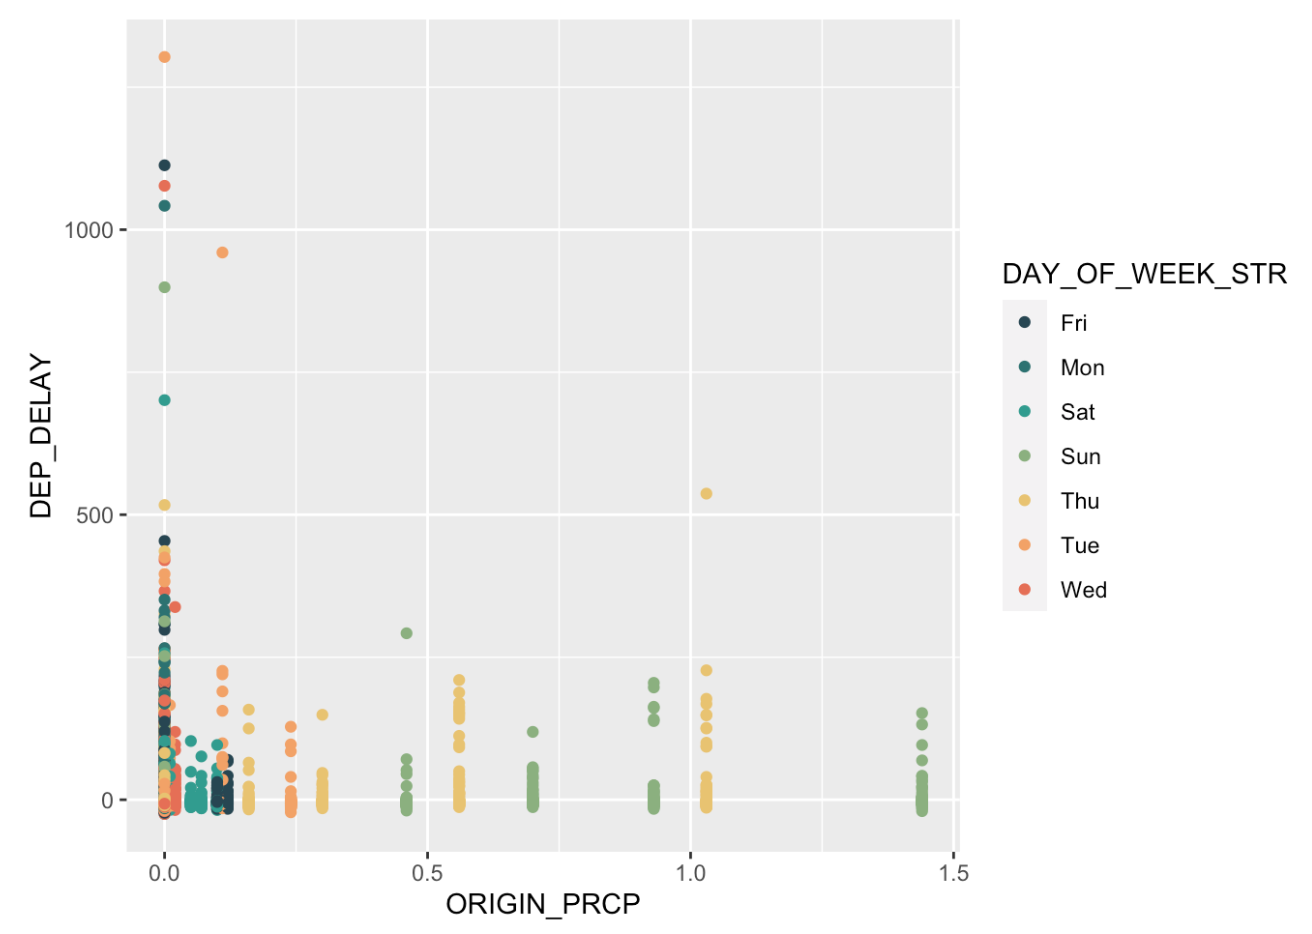 1000
500
0
DEP_DELAY
0.0 0.5 1.0 1.5
ORIGIN_PRCP
DAY_OF_WEEK_STR
Fri
Mon
Sat
Sun
Thu
Tue
Wed